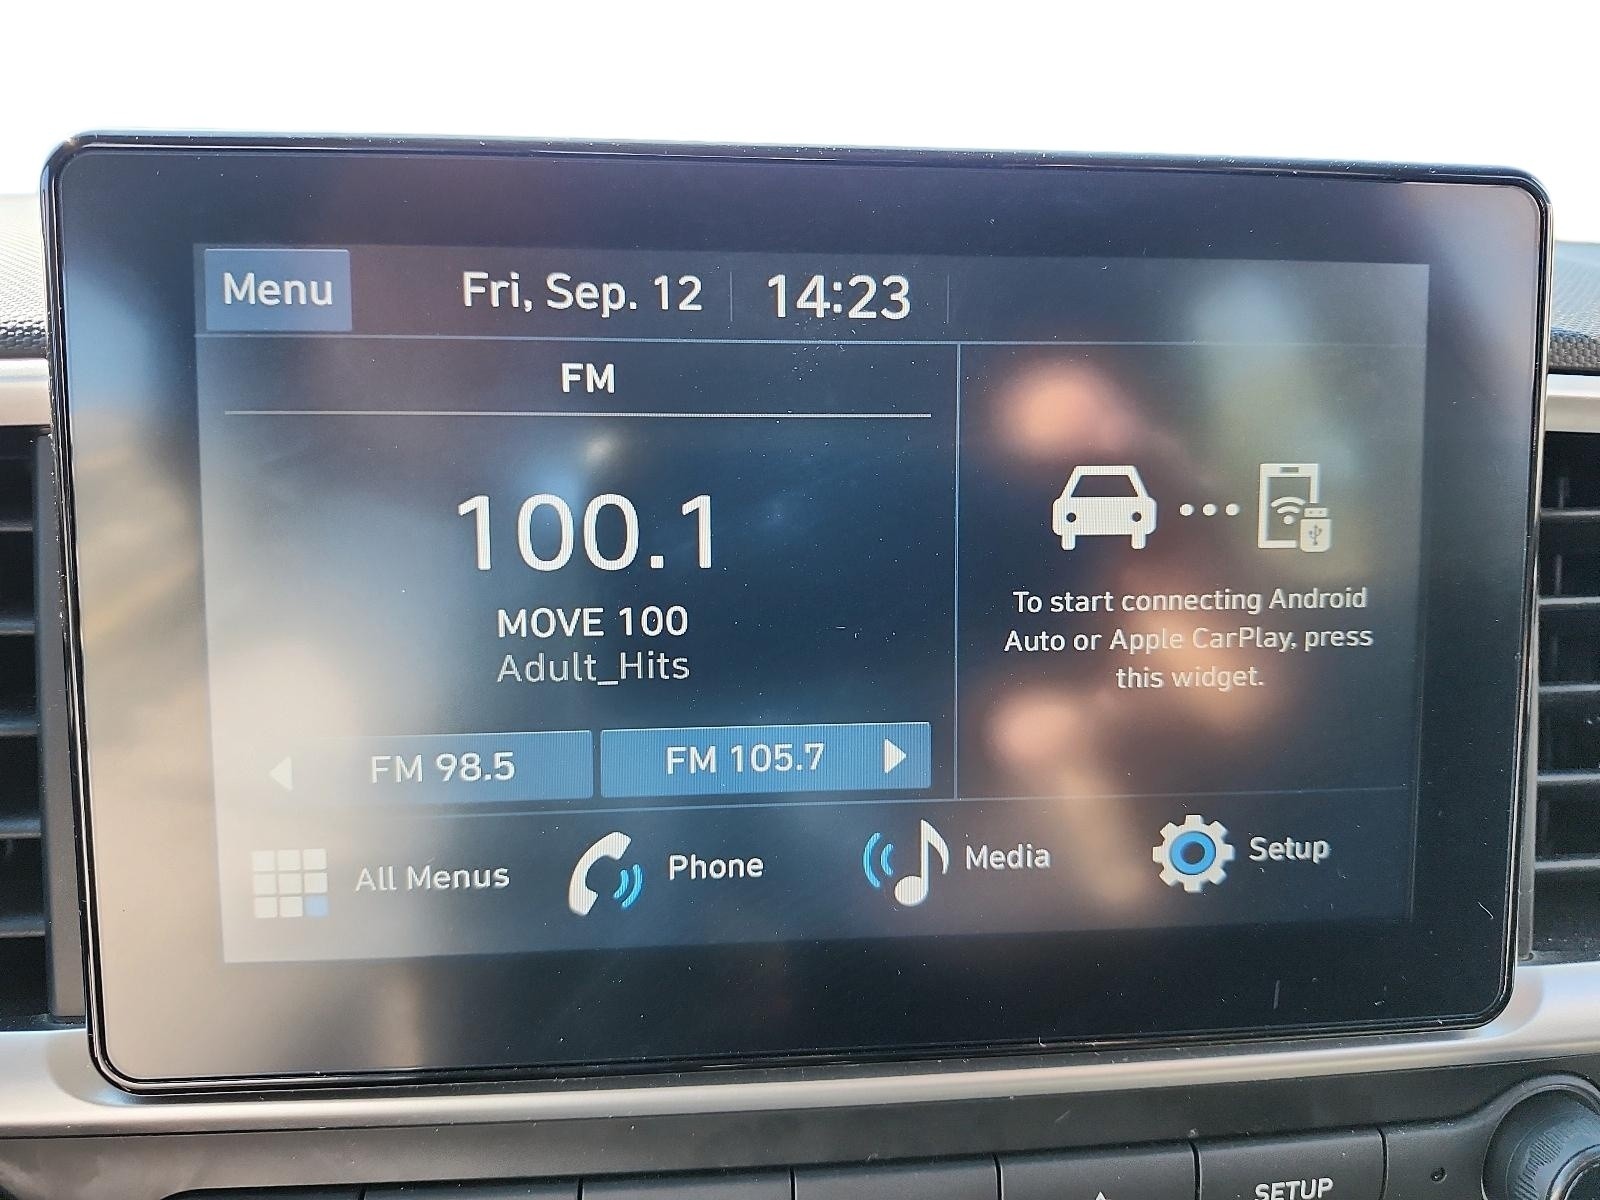 Menu
Fri, Sep. 12
14:23
FM
100.1
MOVE 100
Adult_Hits
FM 98.5
FM 105.7
To start connecting Android
Auto or Apple CarPlay, press
this widget.
All Menus
Phone
Media
Setup
SETUP